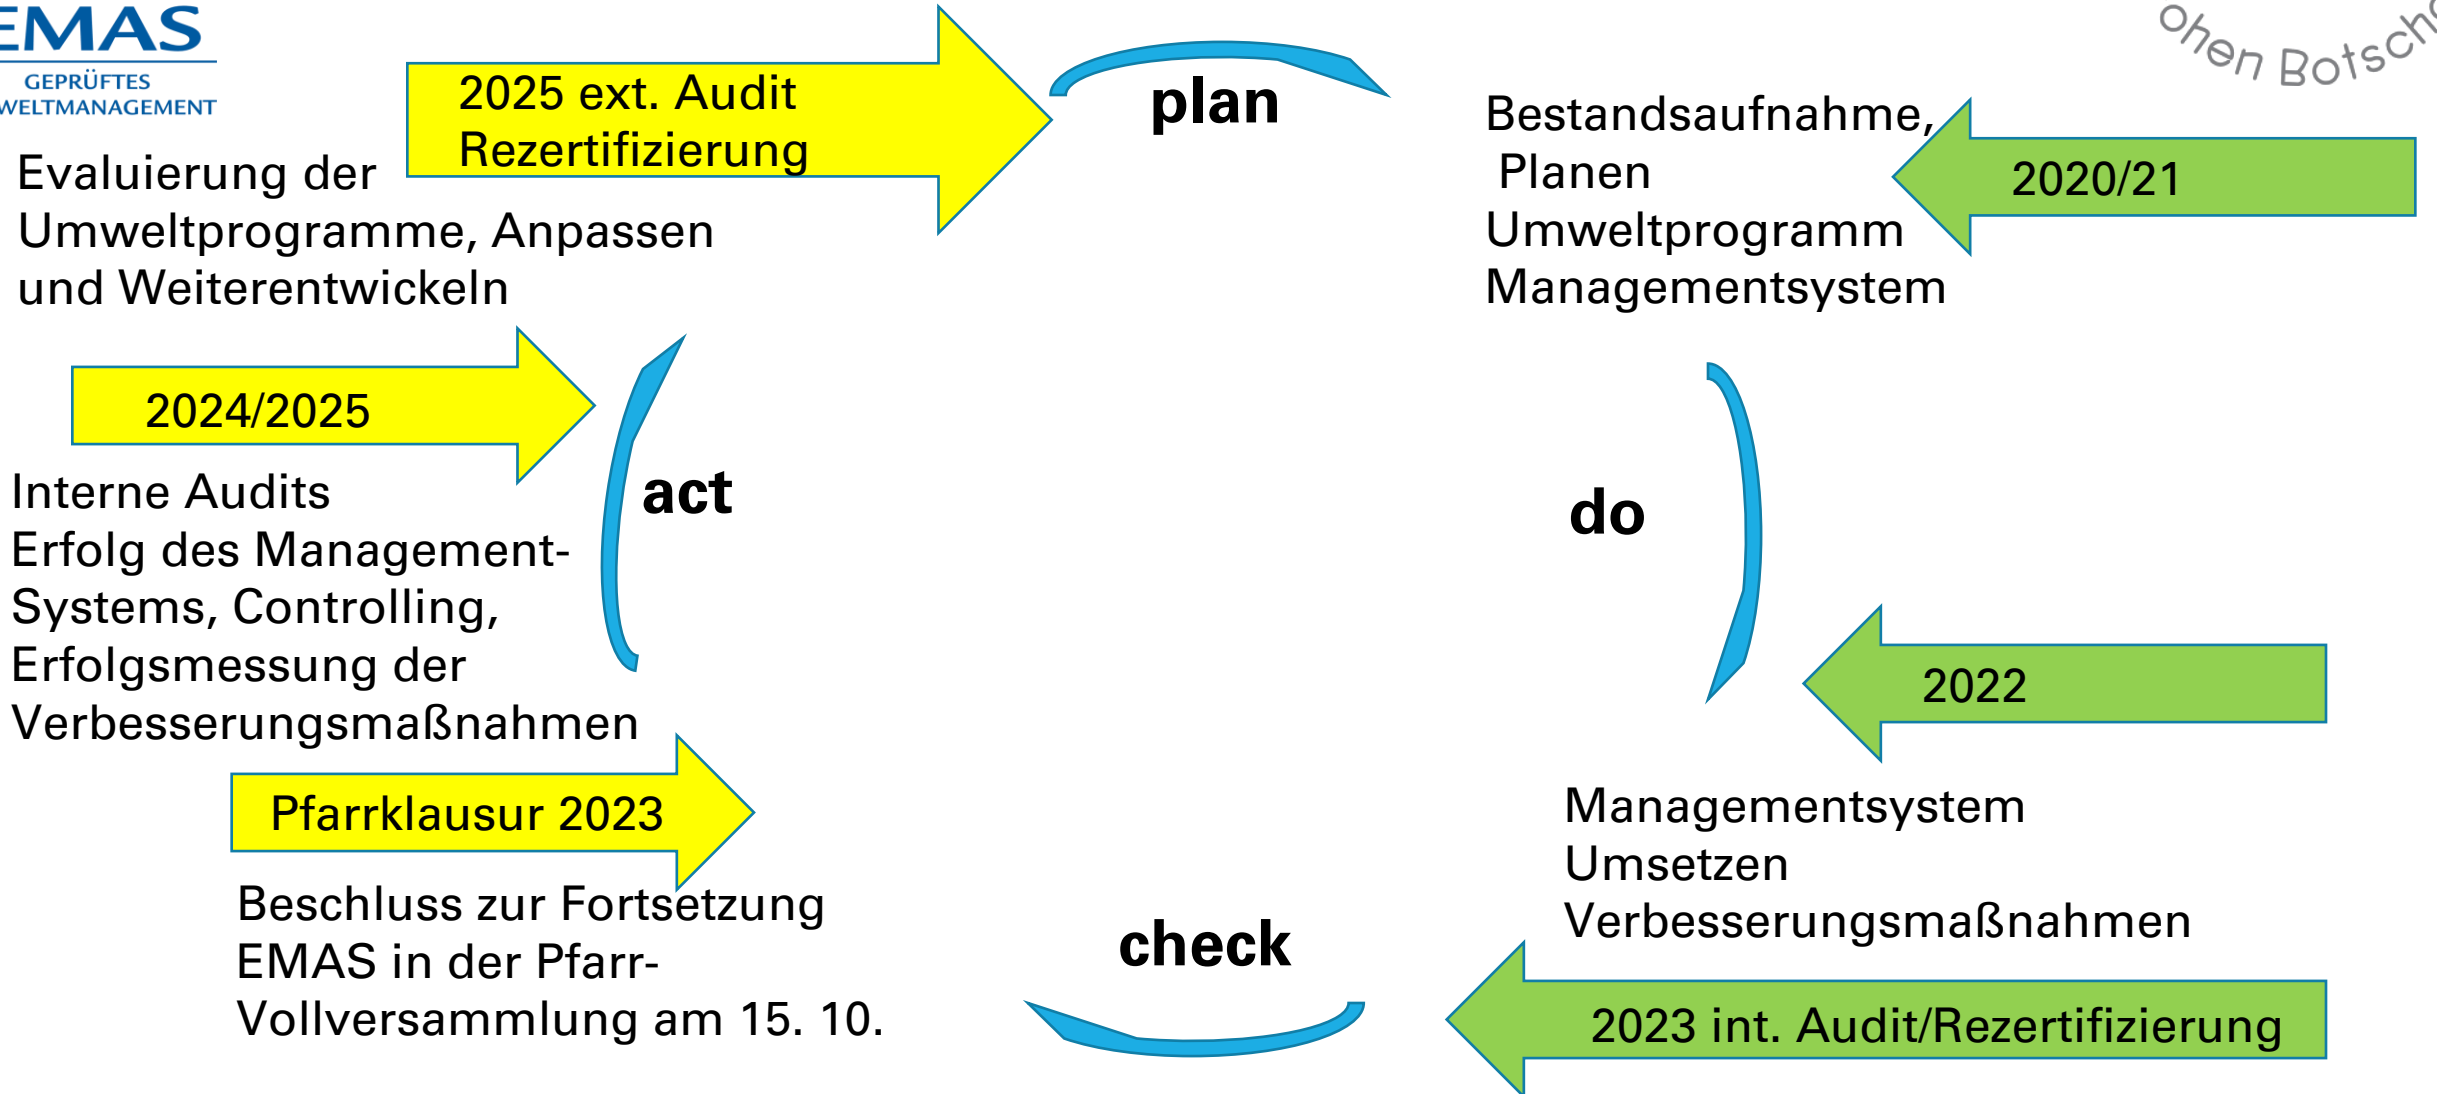 EMAS
GEPRÜFTES
WELTMANAGEMENT
ohen Botsch
2025 ext. Audit
Rezertifizierung
plan
Bestandsaufnahme,
Planen
Umweltprogramm
Managementsystem
2020/21
Evaluierung der
Umweltprogramme, Anpassen
und Weiterentwickeln
2024/2025
act
do
Interne Audits
Erfolg des Management-
Systems, Controlling,
Erfolgsmessung der
Verbesserungsmaßnahmen
2022
Pfarrklausur 2023
Managementsystem
Umsetzen
Verbesserungsmaßnahmen
Beschluss zur Fortsetzung
EMAS in der Pfarr-
Vollversammlung am 15. 10.
check
2023 int. Audit/Rezertifizierung